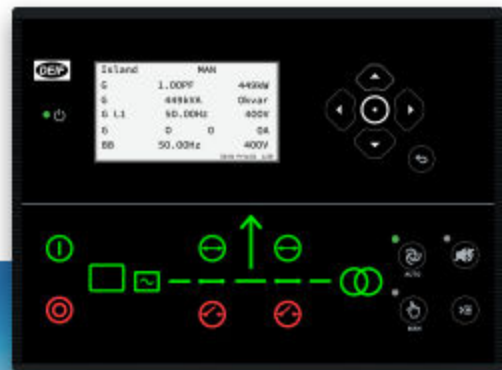 DEIF
Island MAN
G 1.00PF 449kW
G 449kVA 0kvar
G L1 50.00Hz 400V
G 0 0 0A
BB 50.00Hz 400V
AUTO
MAN